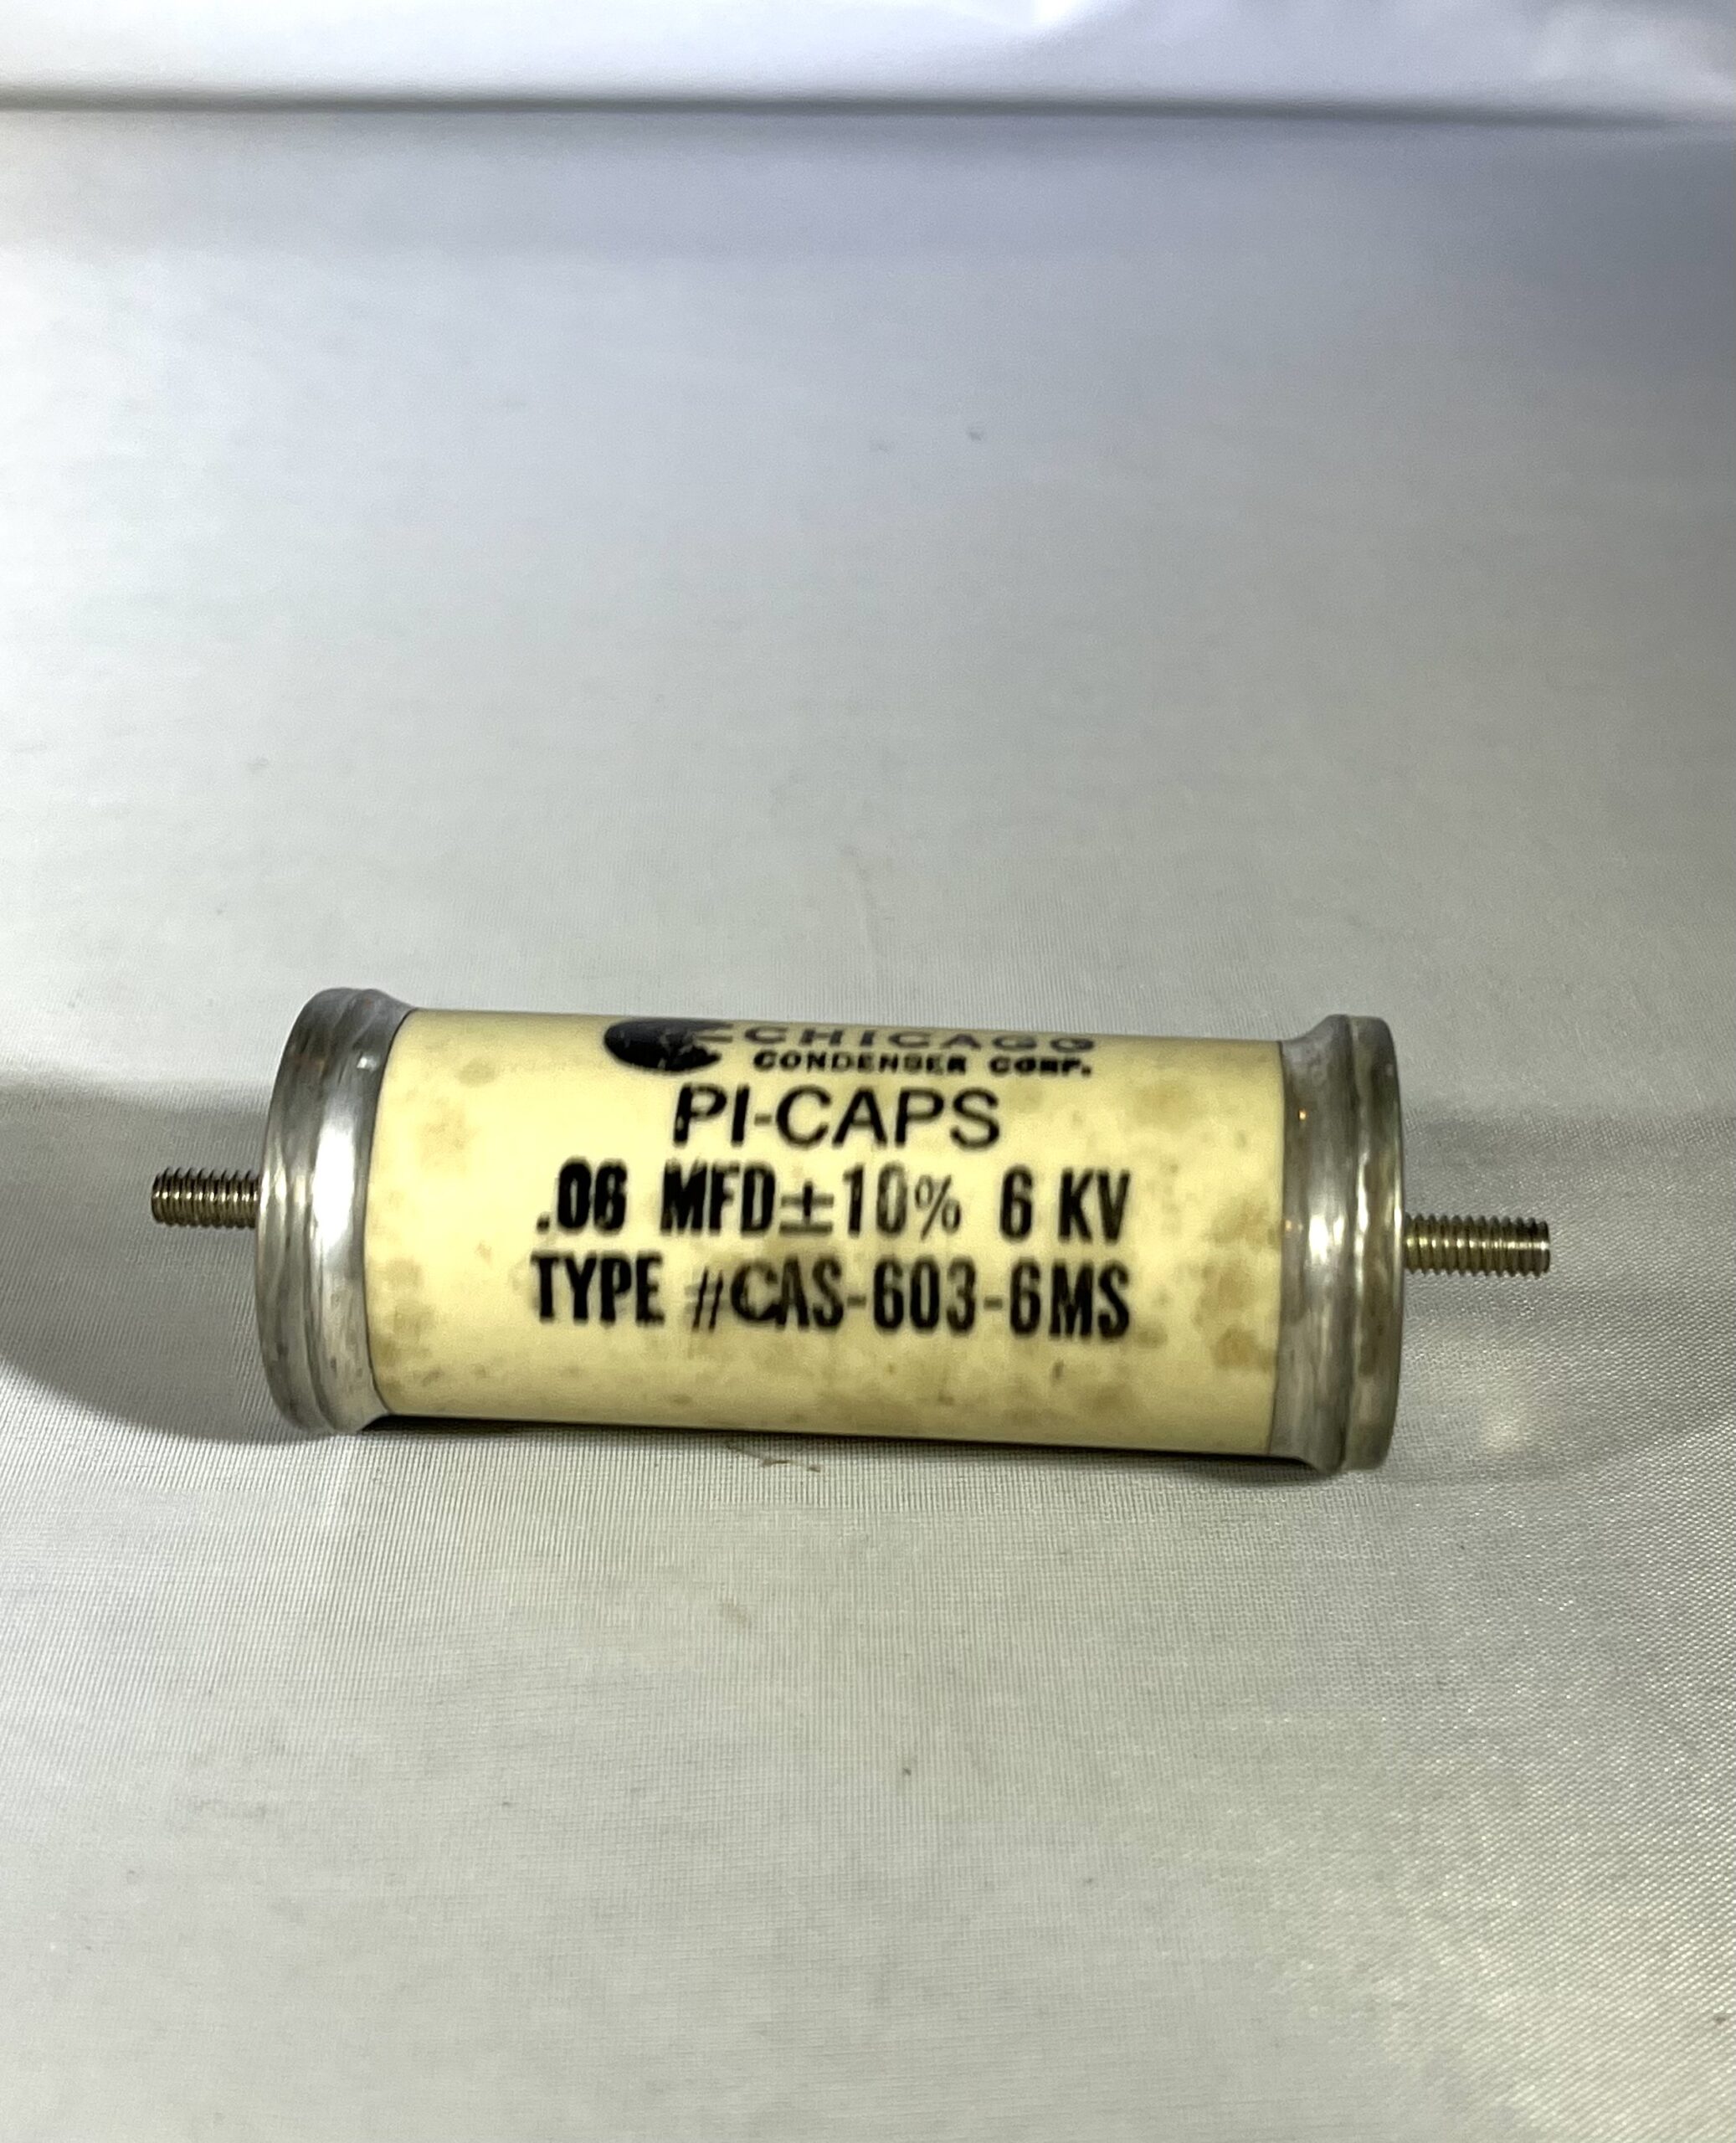 CHICAGO
CONDENSER CORP.
PI-CAPS
.06 MFD±10% 6 KV
TYPE #CAS-603-6MS